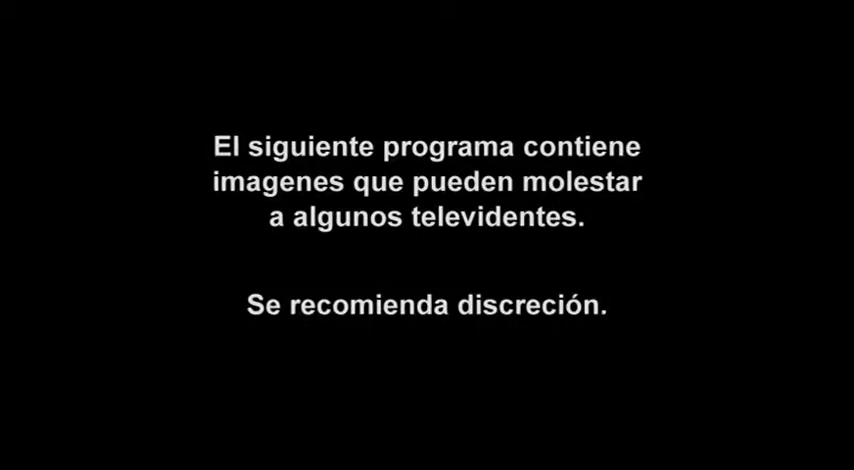 El siguiente programa contiene
imagenes que pueden molestar
a algunos televidentes.
Se recomienda discreción.